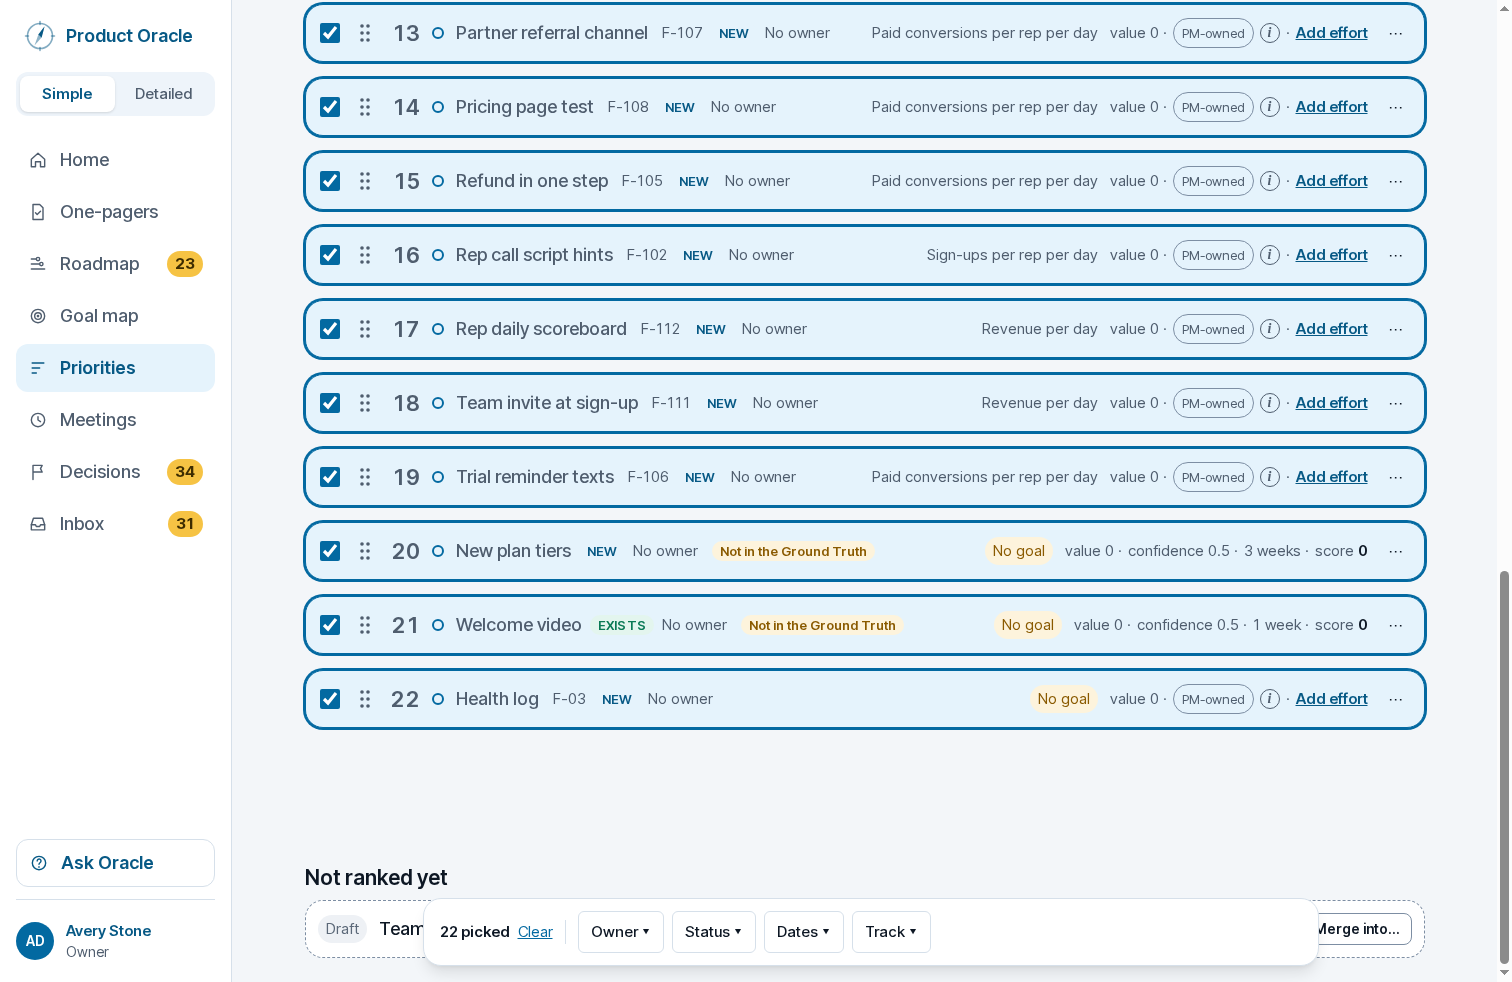 Product Oracle
Simple Detailed
Home
One-pagers
Roadmap 23
Goal map
Priorities
Meetings
Decisions 34
Inbox 31
Ask Oracle
AD Avery Stone
Owner
13 Partner referral channel F-107 NEW No owner Paid conversions per rep per day value 0 · PM-owned i · Add effort ...
14 Pricing page test F-108 NEW No owner Paid conversions per rep per day value 0 · PM-owned i · Add effort ...
15 Refund in one step F-105 NEW No owner Paid conversions per rep per day value 0 · PM-owned i · Add effort ...
16 Rep call script hints F-102 NEW No owner Sign-ups per rep per day value 0 · PM-owned i · Add effort ...
17 Rep daily scoreboard F-112 NEW No owner Revenue per day value 0 · PM-owned i · Add effort ...
18 Team invite at sign-up F-111 NEW No owner Revenue per day value 0 · PM-owned i · Add effort ...
19 Trial reminder texts F-106 NEW No owner Paid conversions per rep per day value 0 · PM-owned i · Add effort ...
20 New plan tiers NEW No owner Not in the Ground Truth No goal value 0 · confidence 0.5 · 3 weeks · score 0 ...
21 Welcome video EXISTS No owner Not in the Ground Truth No goal value 0 · confidence 0.5 · 1 week · score 0 ...
22 Health log F-03 NEW No owner No goal value 0 · PM-owned i · Add effort ...
Not ranked yet
Draft Team Merge into...
22 picked Clear Owner ▾ Status ▾ Dates ▾ Track ▾